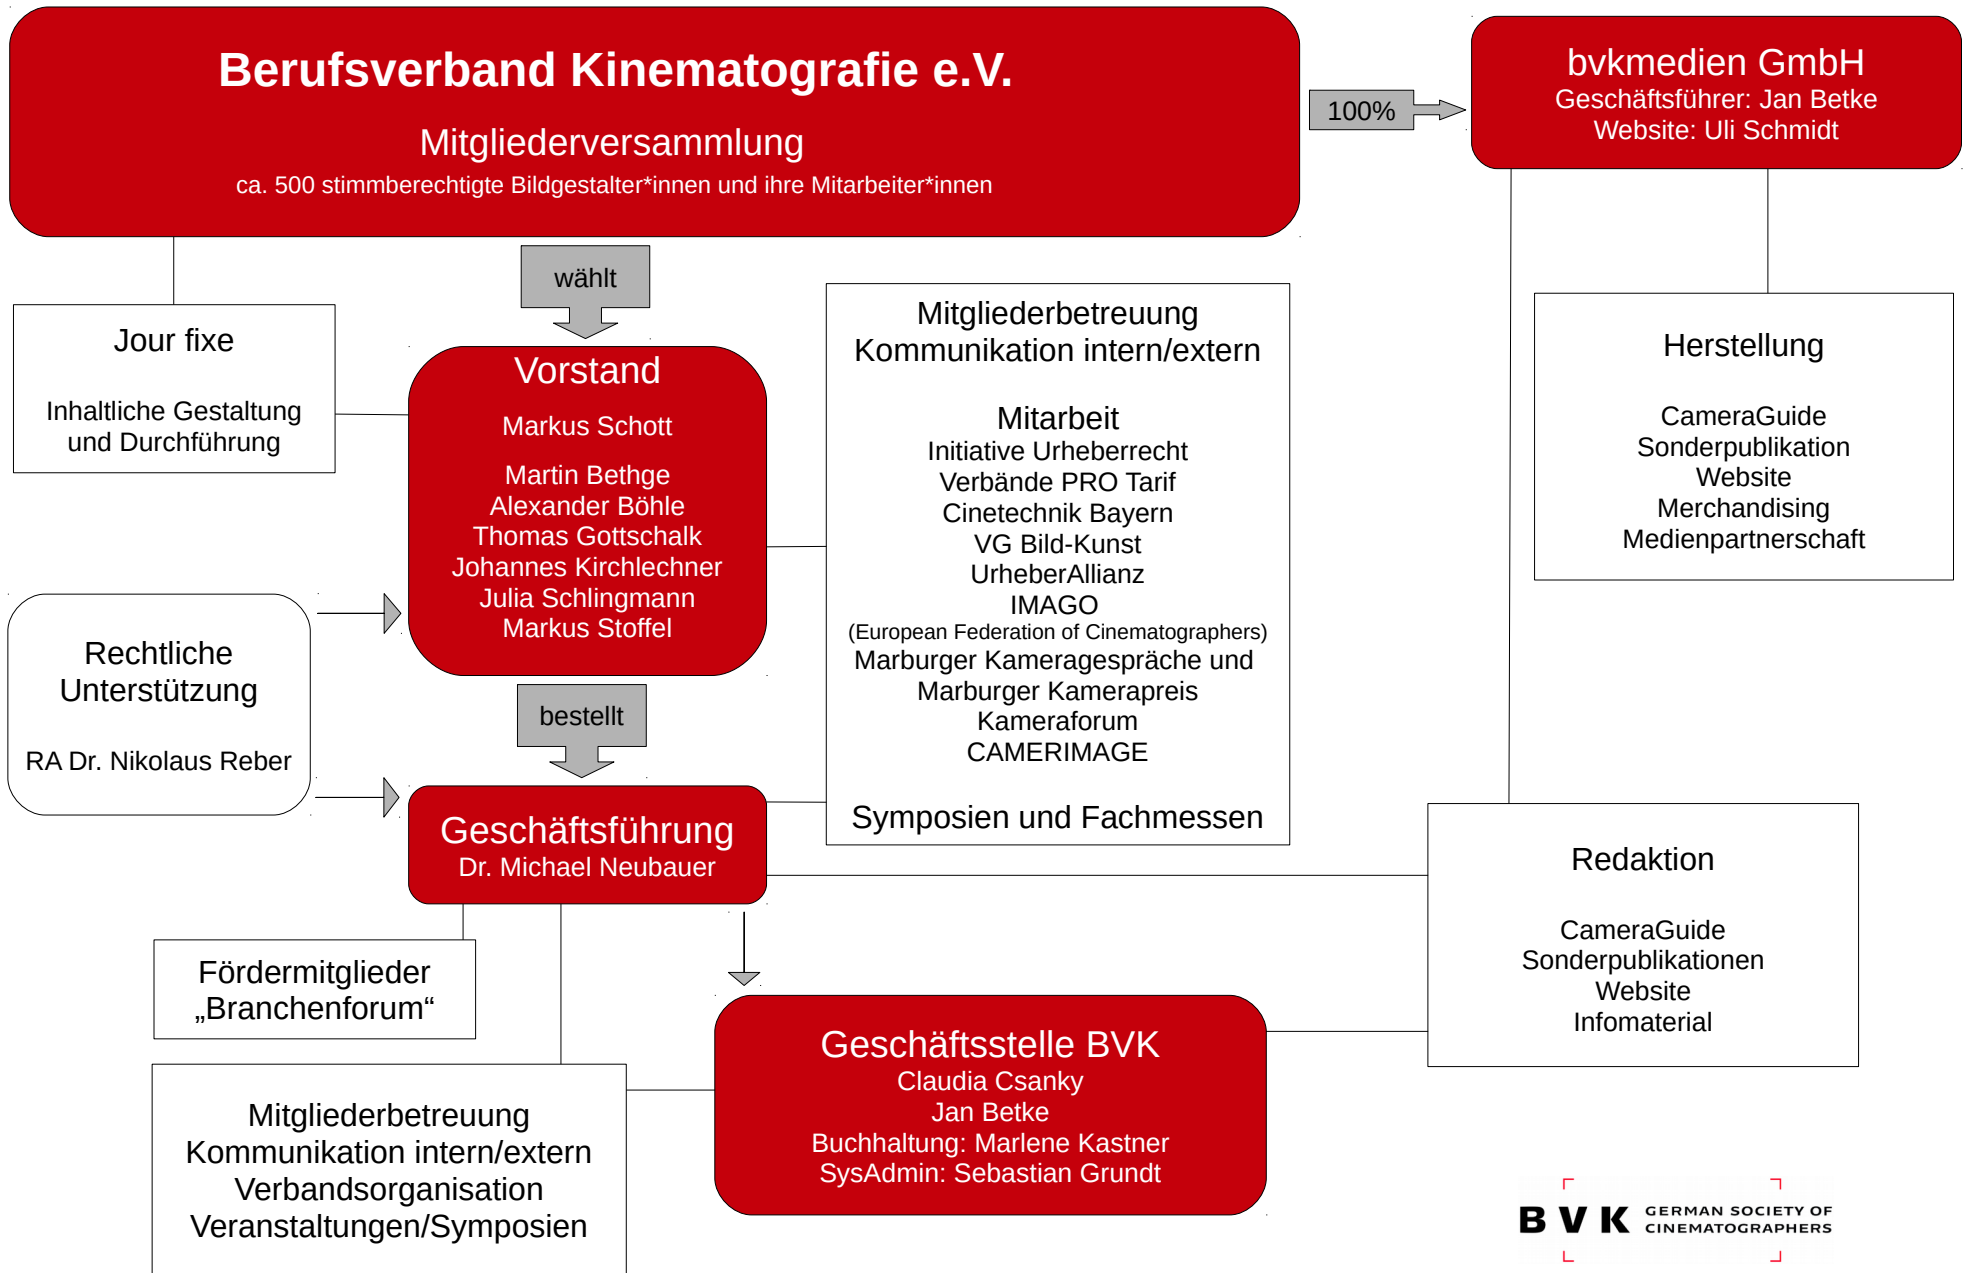 Berufsverband Kinematografie e.V.
Mitgliederversammlung
ca. 500 stimmberechtigte Bildgestalter*innen und ihre Mitarbeiter*innen
100%
bvkmedien GmbH
Geschäftsführer: Jan Betke
Website: Uli Schmidt
wählt
Jour fixe
Inhaltliche Gestaltung
und Durchführung
Vorstand
Markus Schott
Martin Bethge
Alexander Böhle
Thomas Gottschalk
Johannes Kirchlechner
Julia Schlingmann
Markus Stoffel
Mitgliederbetreuung
Kommunikation intern/extern
Mitarbeit
Initiative Urheberrecht
Verbände PRO Tarif
Cinetechnik Bayern
VG Bild-Kunst
UrheberAllianz
IMAGO
(European Federation of Cinematographers)
Marburger Kameragespräche und
Marburger Kamerapreis
Kameraforum
CAMERIMAGE
Symposien und Fachmessen
Herstellung
CameraGuide
Sonderpublikation
Website
Merchandising
Medienpartnerschaft
Rechtliche
Unterstützung
RA Dr. Nikolaus Reber
bestellt
Geschäftsführung
Dr. Michael Neubauer
Redaktion
CameraGuide
Sonderpublikationen
Website
Infomaterial
Fördermitglieder
„Branchenforum“
Geschäftsstelle BVK
Claudia Csanky
Jan Betke
Buchhaltung: Marlene Kastner
SysAdmin: Sebastian Grundt
Mitgliederbetreuung
Kommunikation intern/extern
Verbandsorganisation
Veranstaltungen/Symposien
BVK GERMAN SOCIETY OF
CINEMATOGRAPHERS